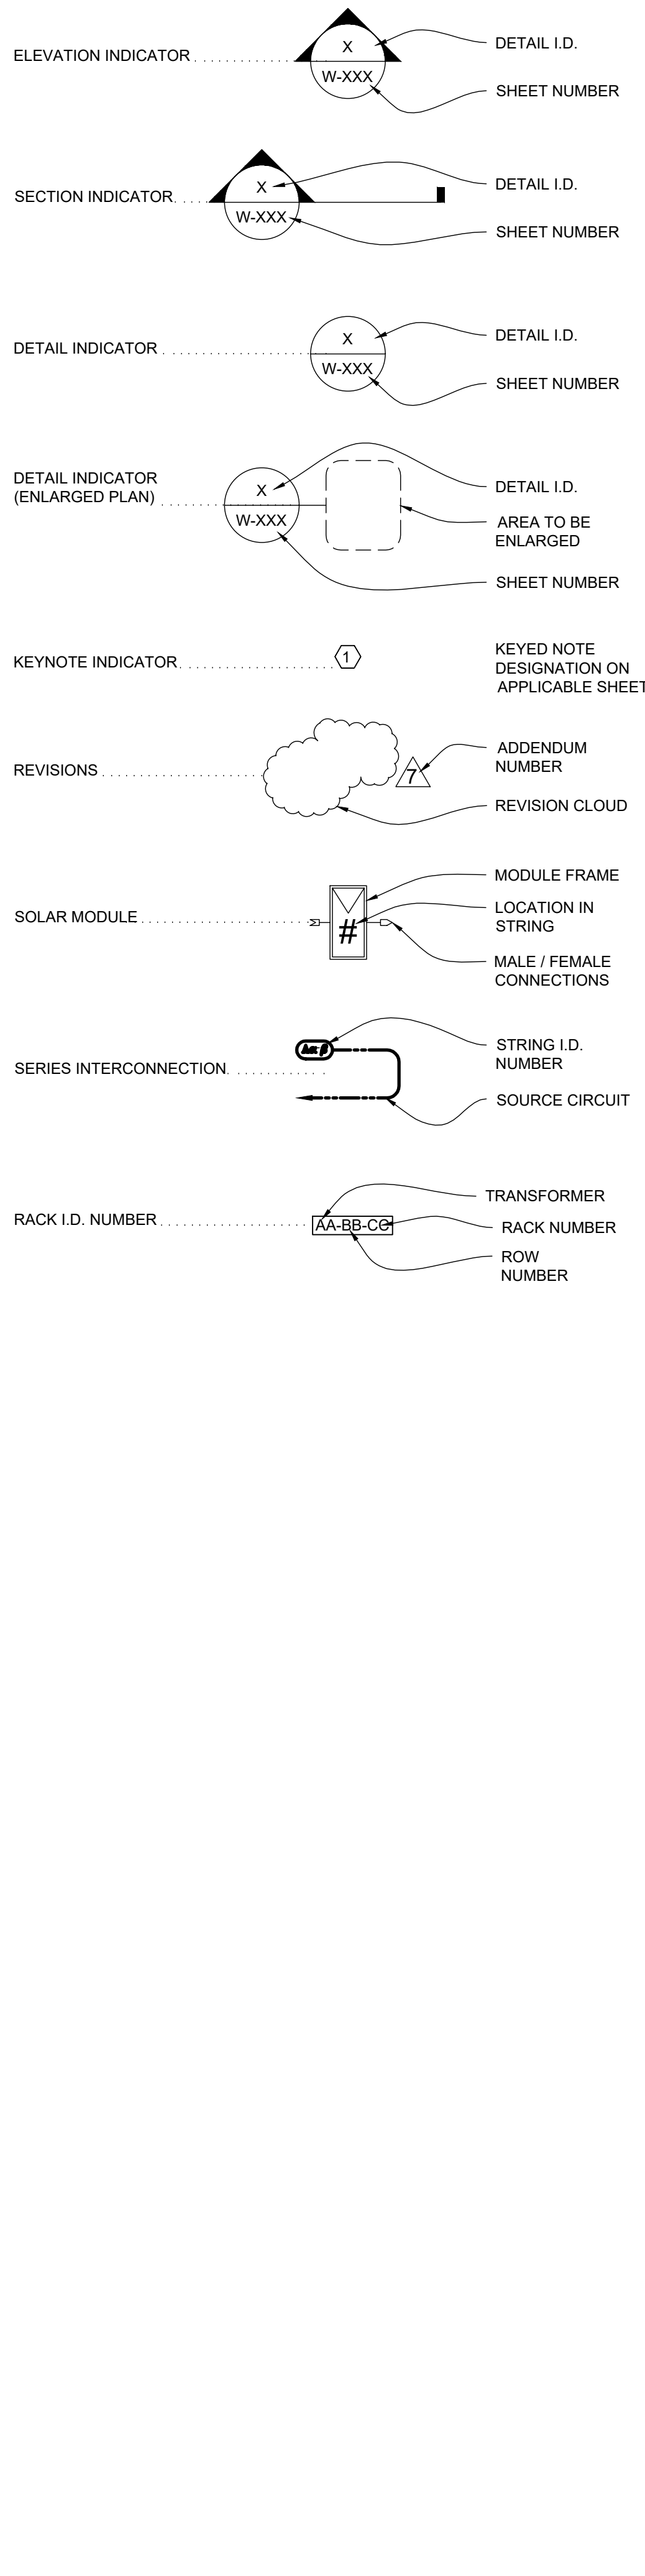 ELEVATION INDICATOR
X
W-XXX
DETAIL I.D.
SHEET NUMBER
SECTION INDICATOR
X
W-XXX
DETAIL I.D.
SHEET NUMBER
DETAIL INDICATOR
X
W-XXX
DETAIL I.D.
SHEET NUMBER
DETAIL INDICATOR
(ENLARGED PLAN)
X
W-XXX
DETAIL I.D.
AREA TO BE
ENLARGED
SHEET NUMBER
KEYNOTE INDICATOR
1
KEYED NOTE
DESIGNATION ON
APPLICABLE SHEET
REVISIONS
7
ADDENDUM
NUMBER
REVISION CLOUD
SOLAR MODULE
#
MODULE FRAME
LOCATION IN
STRING
MALE / FEMALE
CONNECTIONS
SERIES INTERCONNECTION
STRING I.D.
NUMBER
SOURCE CIRCUIT
RACK I.D. NUMBER
AA-BB-CC
TRANSFORMER
RACK NUMBER
ROW
NUMBER